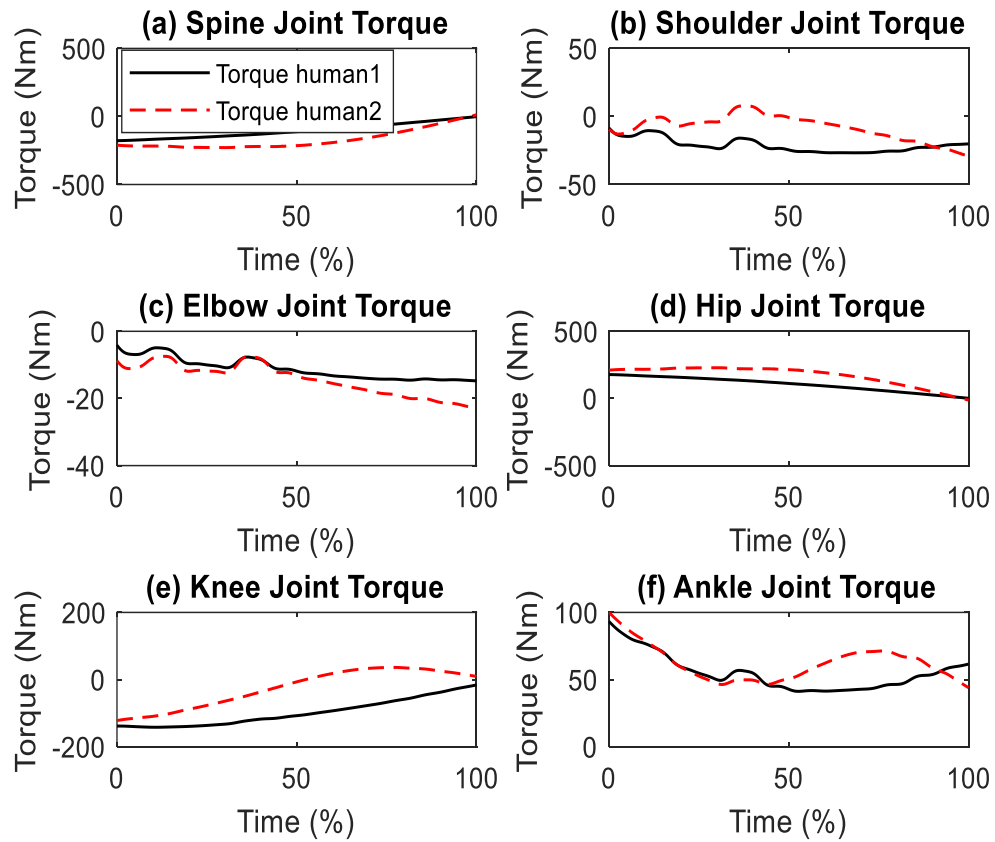 (a) Spine Joint Torque
Torque (Nm)
500
0
-500
Torque human1
Torque human2
0 50 100
Time (%)
(b) Shoulder Joint Torque
Torque (Nm)
50
0
-50
0 50 100
Time (%)
(c) Elbow Joint Torque
Torque (Nm)
0
-20
-40
0 50 100
Time (%)
(d) Hip Joint Torque
Torque (Nm)
500
0
-500
0 50 100
Time (%)
(e) Knee Joint Torque
Torque (Nm)
200
0
-200
0 50 100
Time (%)
(f) Ankle Joint Torque
Torque (Nm)
100
50
0
0 50 100
Time (%)